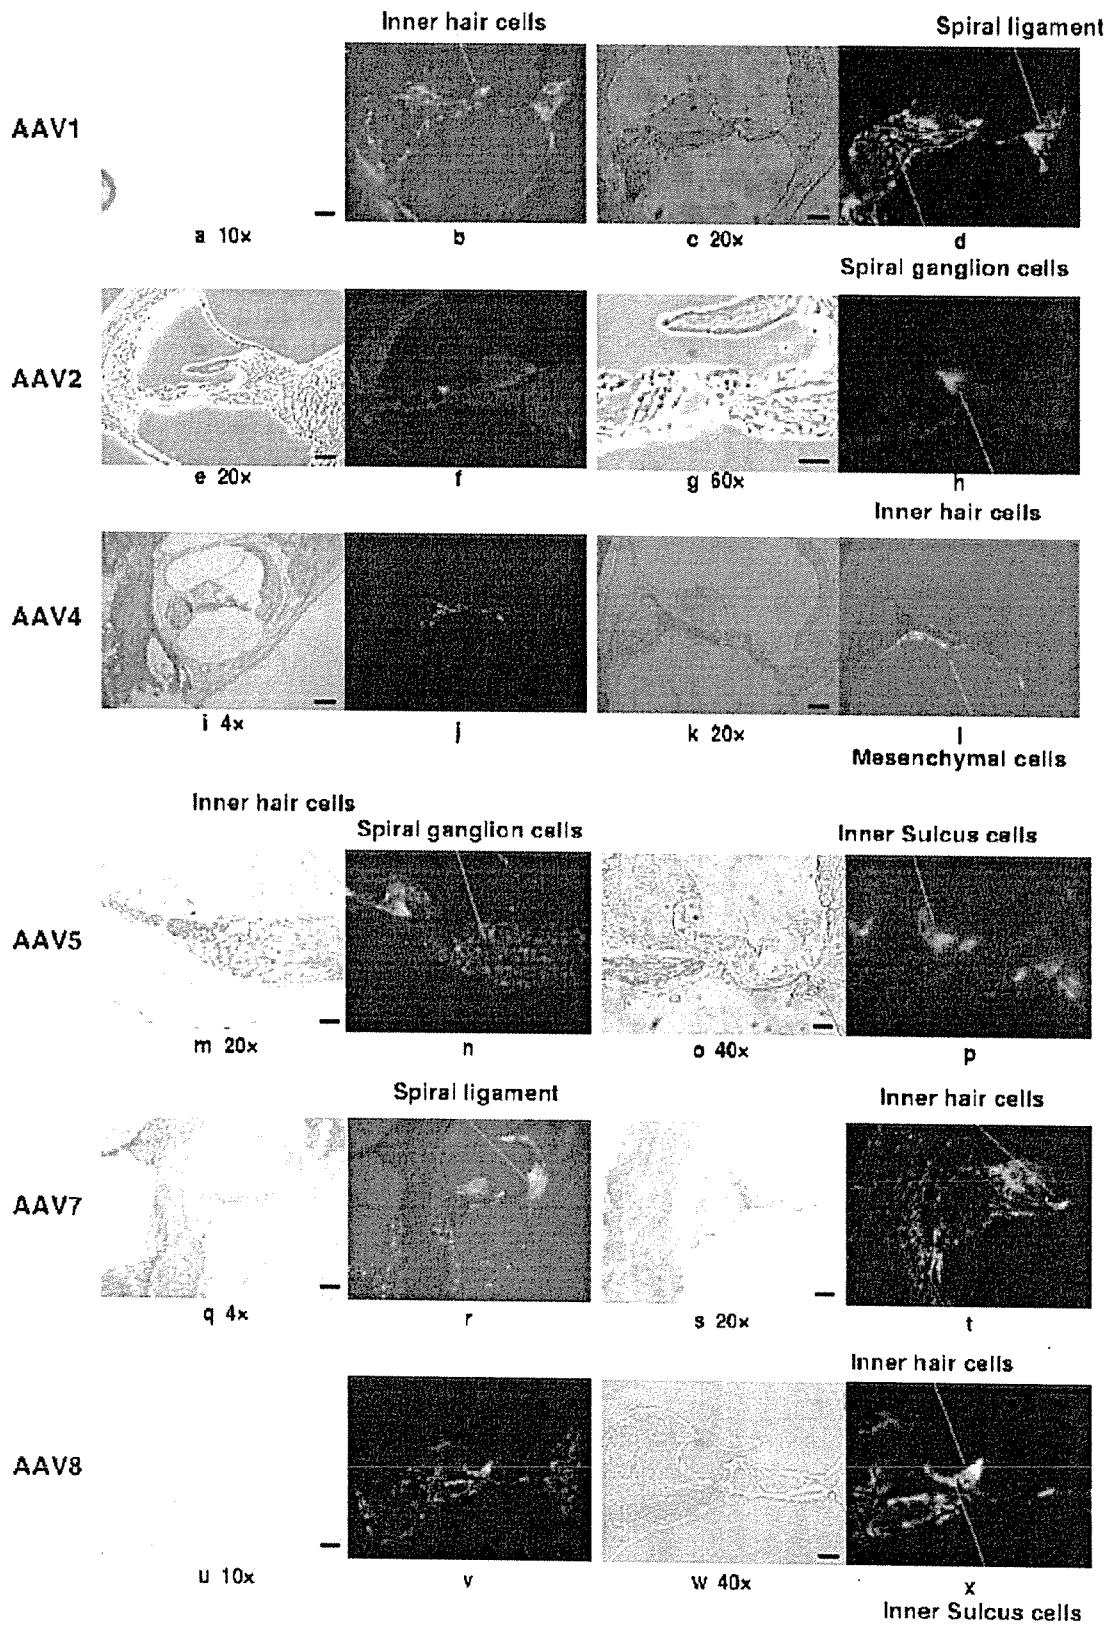 Inner hair cells
Spiral ligament
AAV1
a 10×
b
c 20×
d
Spiral ganglion cells
AAV2
e 20×
f
g 60×
h
Inner hair cells
AAV4
i 4×
j
k 20×
l
Mesenchymal cells
Inner hair cells
Spiral ganglion cells
Inner Sulcus cells
AAV5
m 20×
n
o 40×
p
Spiral ligament
Inner hair cells
AAV7
q 4×
r
s 20×
t
Inner hair cells
AAV8
u 10×
v
w 40×
x
Inner Sulcus cells